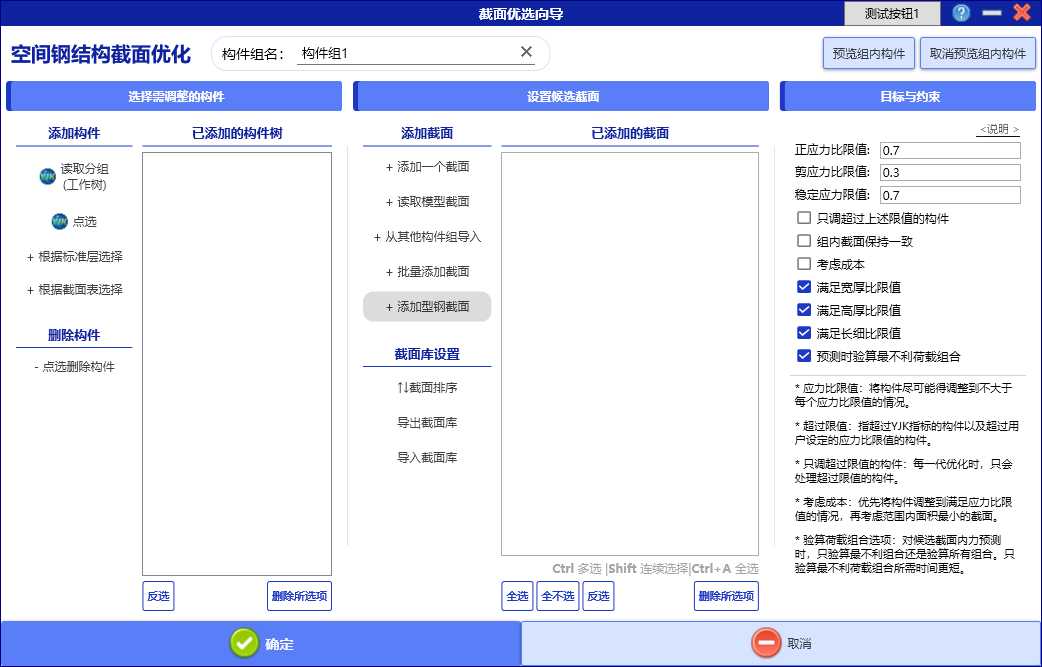 截面优选向导
测试按钮1
空间钢结构截面优化
构件组名： 构件组1
预览组内构件
取消预览组内构件
选择需调整的构件
设置候选截面
目标与约束
添加构件
读取分组
(工作树)
点选
+ 根据标准层选择
+ 根据截面表选择
删除构件
- 点选删除构件
已添加的构件树
反选
删除所选项
添加截面
+ 添加一个截面
+ 读取模型截面
+ 从其他构件组导入
+ 批量添加截面
+ 添加型钢截面
截面库设置
↑↓截面排序
导出截面库
导入截面库
已添加的截面
Ctrl 多选 |Shift 连续选择|Ctrl+A 全选
全选
全不选
反选
删除所选项
<说明 >
正应力比限值: 0.7
剪应力比限值: 0.3
稳定应力限值: 0.7
只调超过上述限值的构件
组内截面保持一致
考虑成本
满足宽厚比限值
满足高厚比限值
满足长细比限值
预测时验算最不利荷载组合
* 应力比限值：将构件尽可能得调整到不大于
每个应力比限值的情况。
* 超过限值：指超过YJK指标的构件以及超过用
户设定的应力比限值的构件。
* 只调超过限值的构件：每一代优化时，只会
处理超过限值的构件。
* 考虑成本：优先将构件调整到满足应力比限
值的情况，再考虑范围内面积最小的截面。
* 验算荷载组合选项：对候选截面内力预测
时，只验算最不利组合还是验算所有组合。只
验算最不利荷载组合所需时间更短。
确定
取消